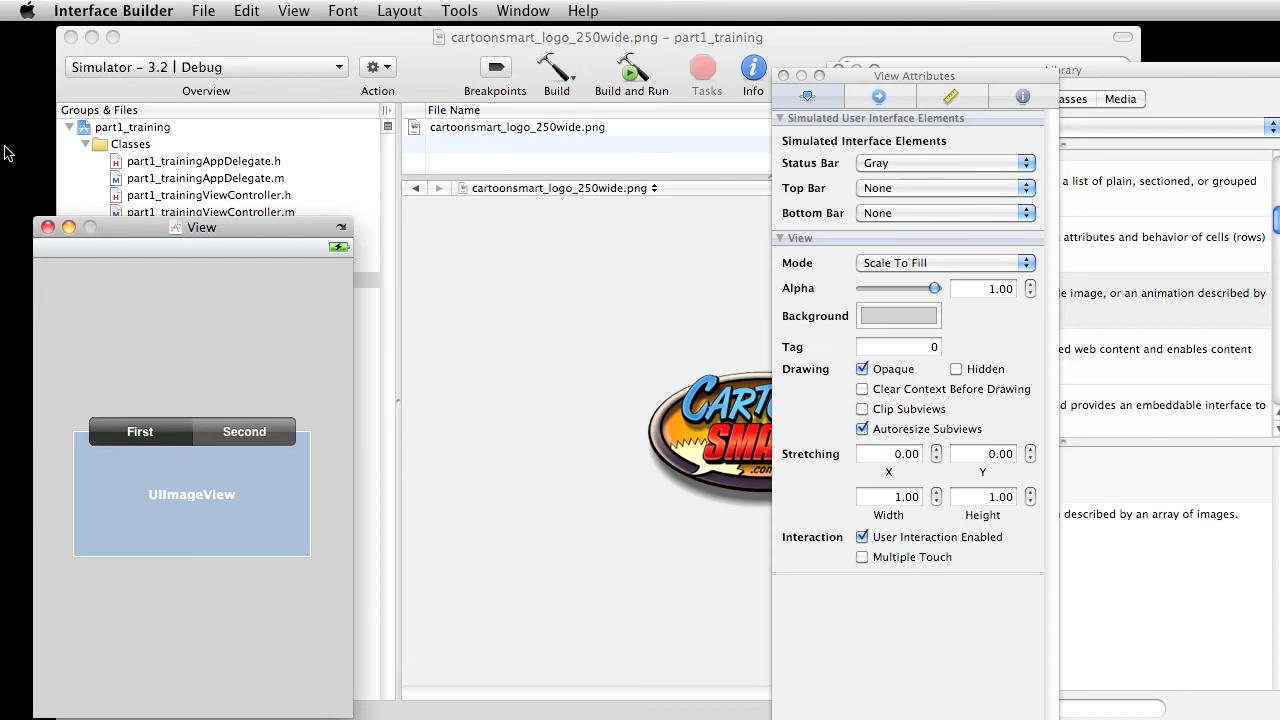 Interface Builder File Edit View Font Layout Tools Window Help
cartoonsmart_logo_250wide.png – part1_training
Simulator – 3.2 | Debug
Overview Action Breakpoints Build Build and Run Tasks Info
Groups & Files
part1_training
Classes
part1_trainingAppDelegate.h
part1_trainingAppDelegate.m
part1_trainingViewController.h
part1_trainingViewController.m
File Name
cartoonsmart_logo_250wide.png
cartoonsmart_logo_250wide.png
View
First Second
UIImageView
CARTO
SMA
.co
View Attributes
Simulated User Interface Elements
Simulated Interface Elements
Status Bar Gray
Top Bar None
Bottom Bar None
View
Mode Scale To Fill
Alpha 1.00
Background
Tag 0
Drawing Opaque Hidden
Clear Context Before Drawing
Clip Subviews
Autoresize Subviews
Stretching 0.00 0.00
X Y
1.00 1.00
Width Height
Interaction User Interaction Enabled
Multiple Touch
Library
asses Media
a list of plain, sectioned, or grouped
attributes and behavior of cells (rows)
le image, or an animation described by
ed web content and enables content
d provides an embeddable interface to
described by an array of images.